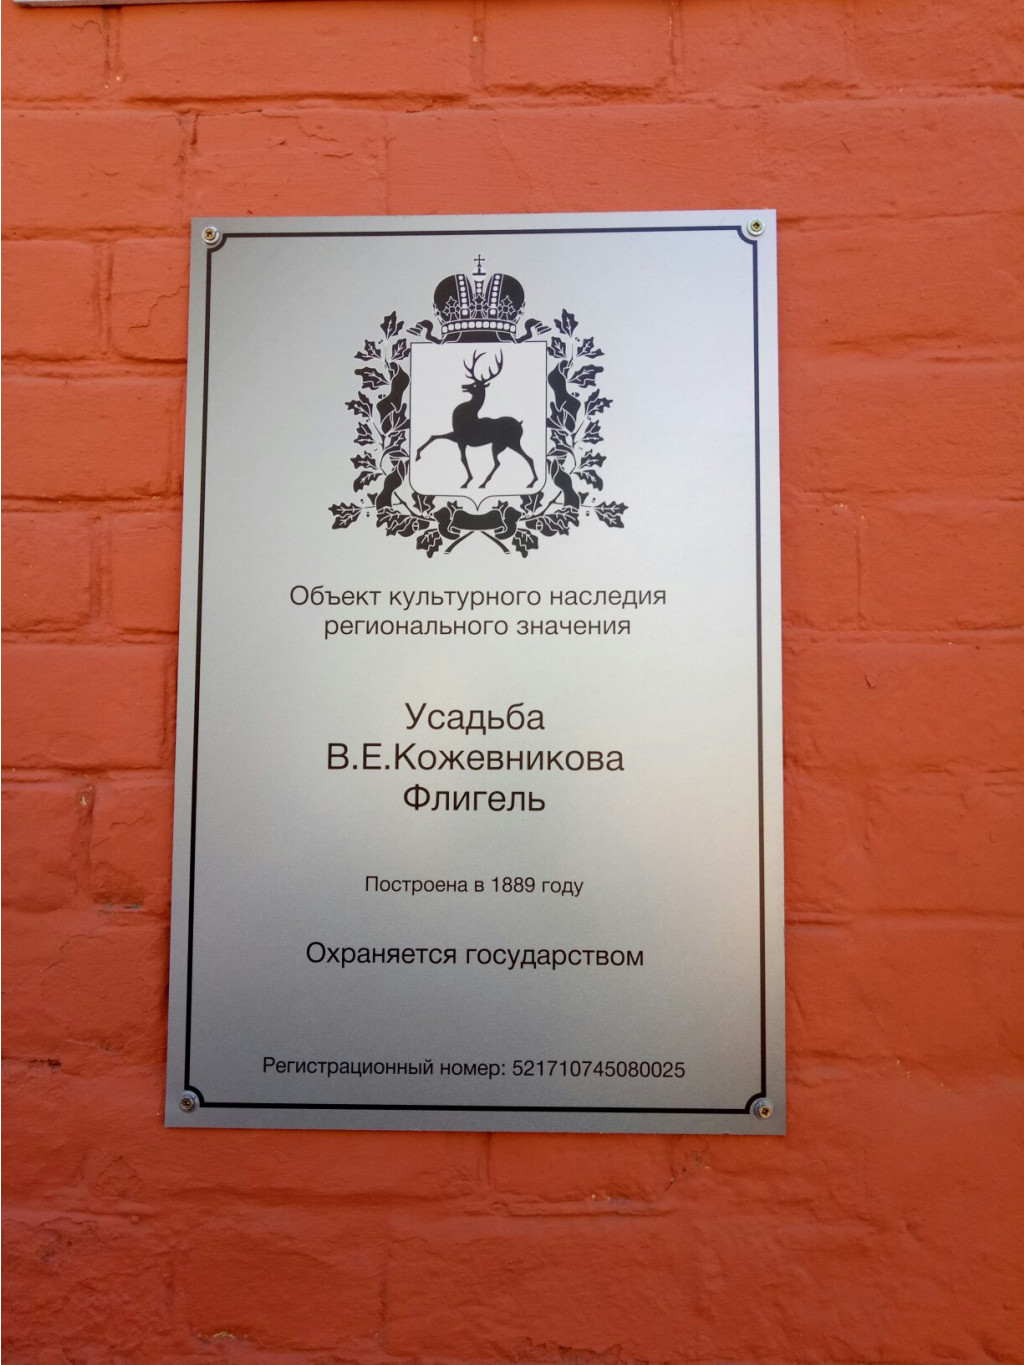 Объект культурного наследия
регионального значения
Усадьба
В.Е.Кожевникова
Флигель
Построена в 1889 году
Охраняется государством
Регистрационный номер: 521710745080025